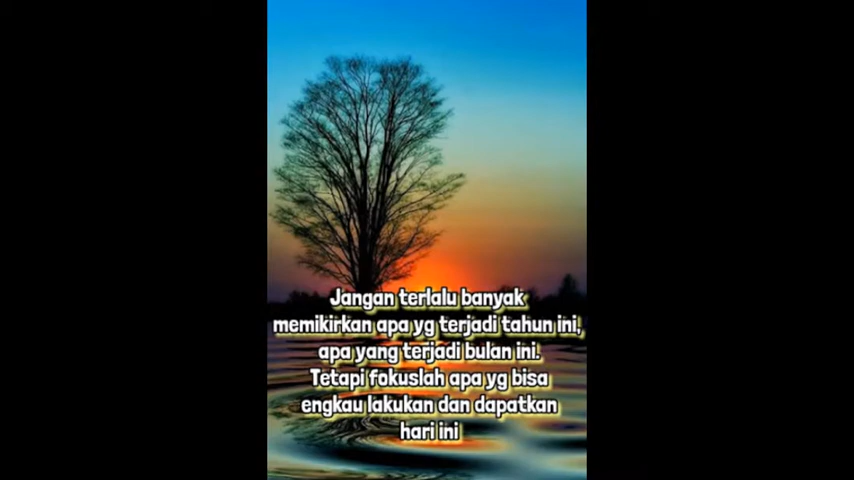 Jangan terlalu banyak
memikirkan apa yg terjadi tahun ini,
apa yang terjadi bulan ini.
Tetapi fokuslah apa yg bisa
engkau lakukan dan dapatkan
hari ini